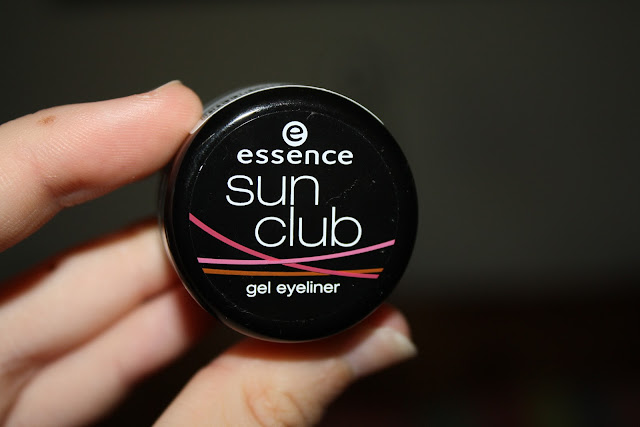 e
essence
sun
club
gel eyeliner